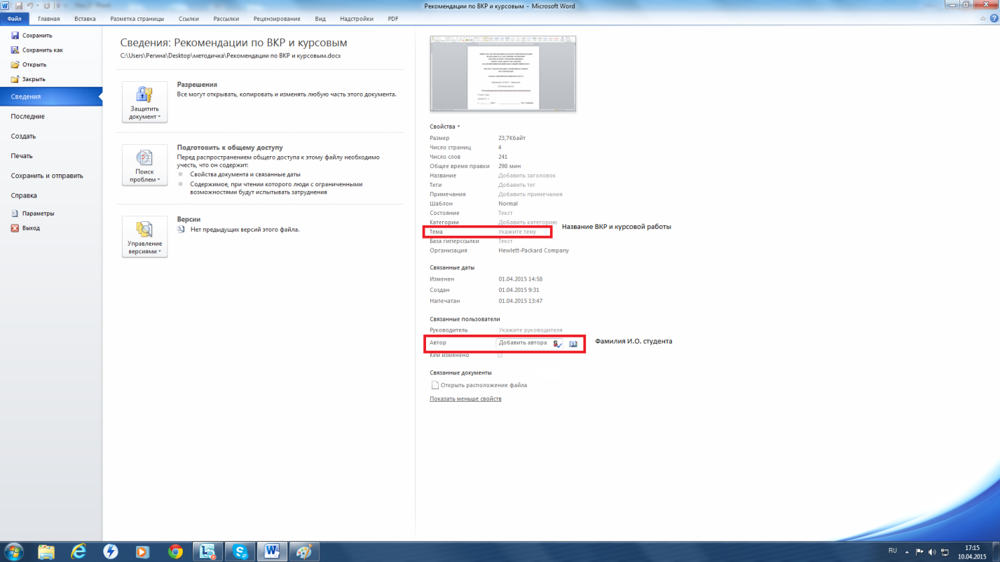 Рекомендации по ВКР и курсовым - Microsoft Word
Файл Главная Вставка Разметка страницы Ссылки Рассылки Рецензирование Вид Надстройки PDF
Сохранить
Сохранить как
Открыть
Закрыть
Сведения
Последние
Создать
Печать
Сохранить и отправить
Справка
Параметры
Выход
Сведения: Рекомендации по ВКР и курсовым
C:\Users\Регина\Desktop\методичка\Рекомендации по ВКР и курсовым.docx
Защитить
документ
Разрешения
Все могут открывать, копировать и изменять любую часть этого документа.
Поиск
проблем
Подготовить к общему доступу
Перед распространением общего доступа к этому файлу необходимо
учесть, что он содержит:
Свойства документа и связанные даты
Содержимое, при чтении которого люди с ограниченными
возможностями будут испытывать затруднения
Управление
версиями
Версии
Нет предыдущих версий этого файла.
Свойства
Размер 23,7Кбайт
Число страниц 4
Число слов 241
Общее время правки 298 мин
Название Добавить заголовок
Теги Добавить тег
Примечания Добавить примечания
Шаблон Normal
Состояние Текст
Категории Добавить категорию
Тема Укажите тему
Название ВКР и курсовой работы
База гиперссылки Текст
Организация Hewlett-Packard Company
Связанные даты
Изменен 01.04.2015 14:58
Создан 01.04.2015 9:31
Напечатан 01.04.2015 13:47
Связанные пользователи
Руководитель Укажите руководителя
Автор Добавить автора
Фамилия И.О. студента
Кем изменено
Связанные документы
Открыть расположение файла
Показать меньше свойств
RU
17:15
10.04.2015